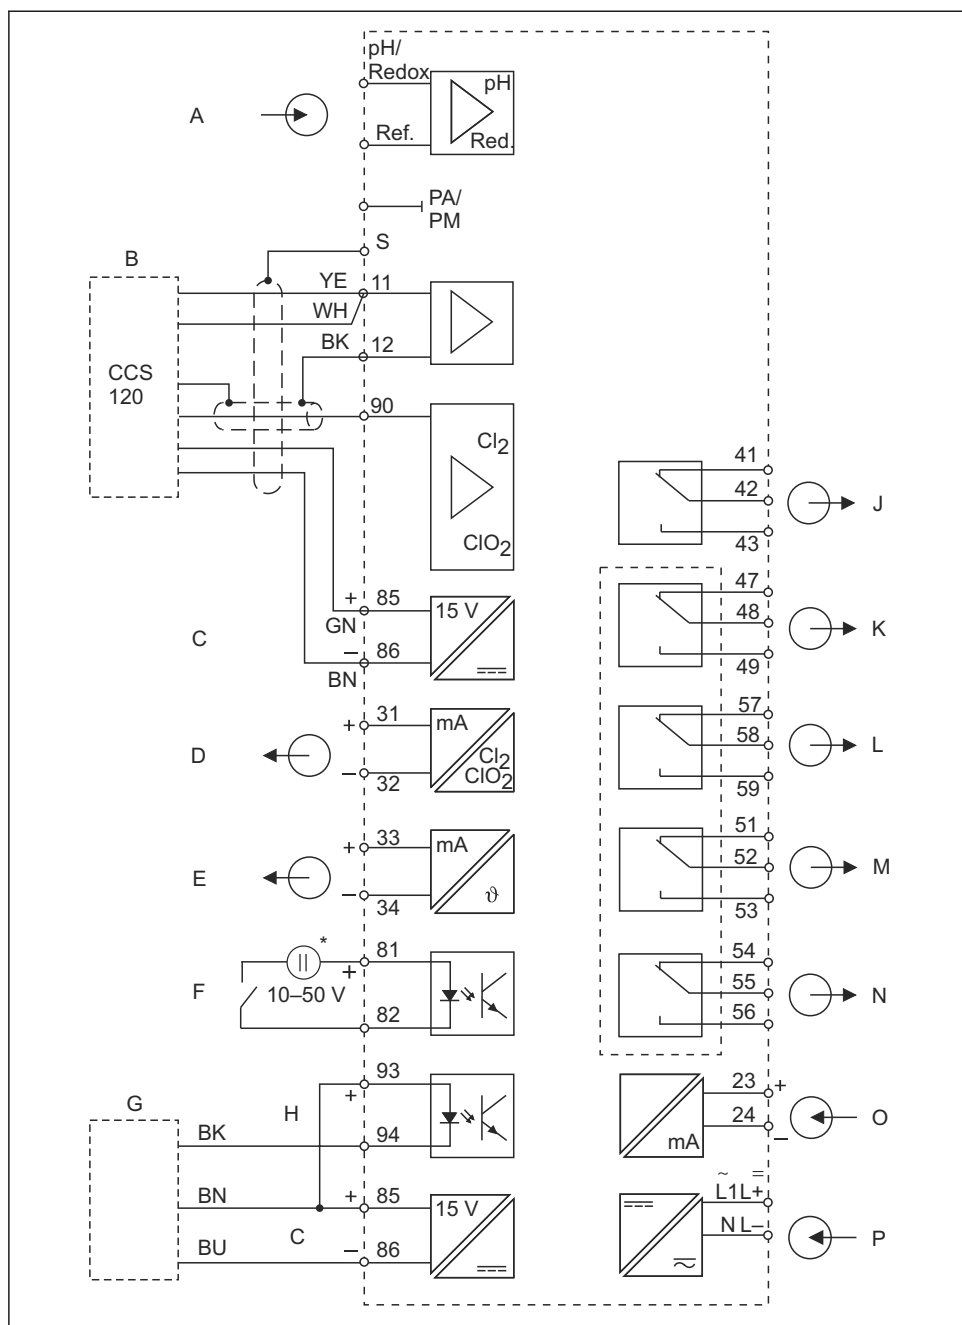 pH/
Redox
pH
A
Ref.
Red.
PA/
PM
S
B
YE
11
WH
BK
12
CCS
120
90
Cl2
ClO2
41
42
J
43
47
48
K
49
+
85
15 V
GN
C
–
86
BN
57
58
L
59
+
31
mA
D
Cl2
–
ClO2
32
51
52
M
53
+
33
mA
E
–
ϑ
34
54
55
N
56
*
81
+
F
10–50 V
82
93
+
G
H
BK
94
23
+
24
O
–
mA
BN
+
85
15 V
C
BU
–
86
~ =
L1L+
N L–
P